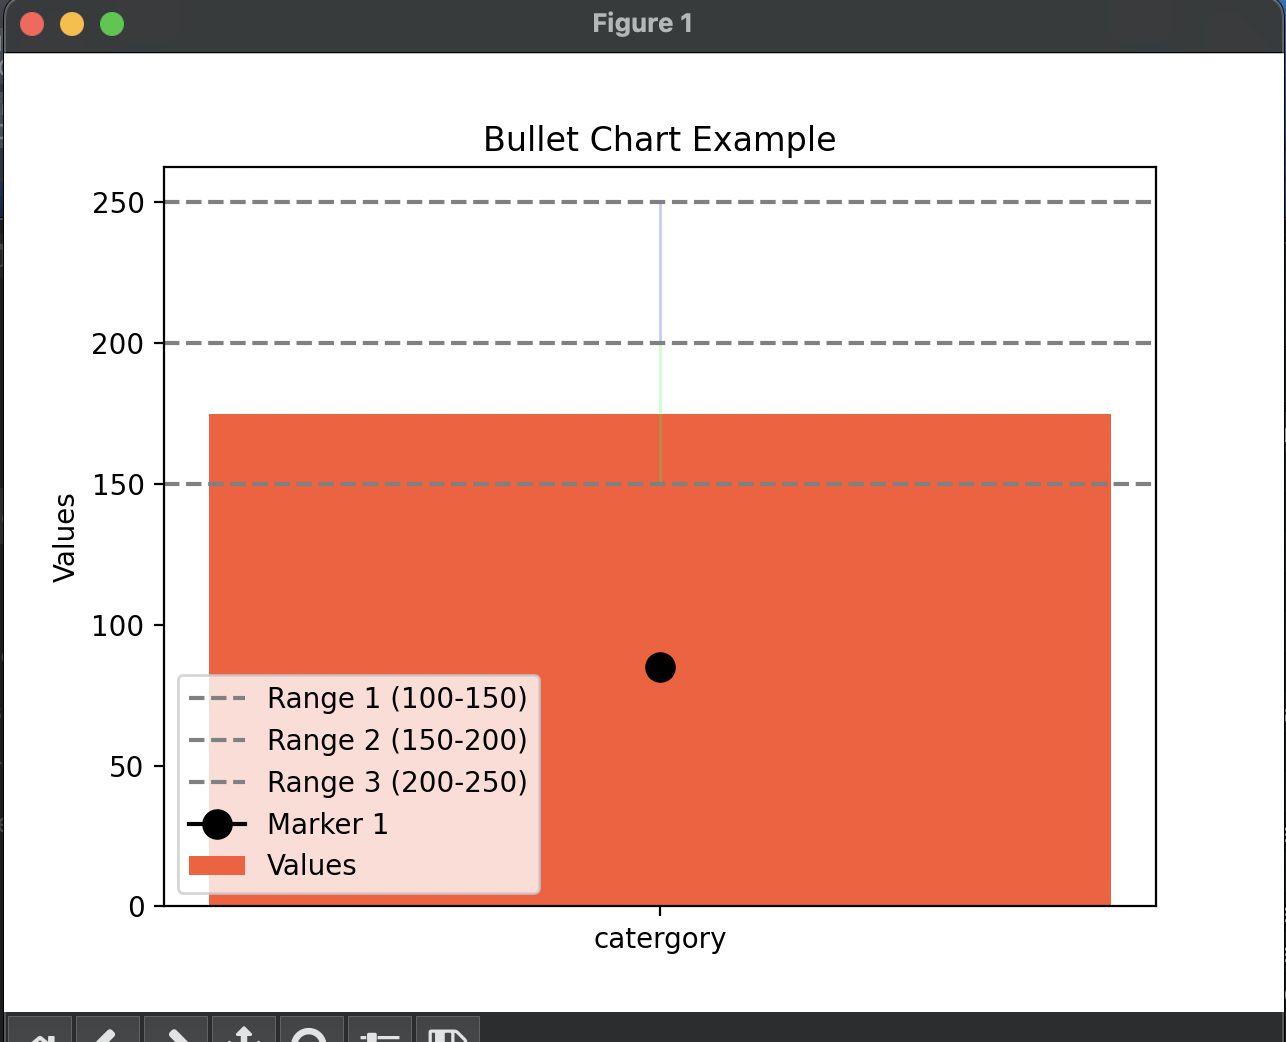 Figure 1
Bullet Chart Example
250
200
150
100
50
0
Values
Range 1 (100-150)
Range 2 (150-200)
Range 3 (200-250)
Marker 1
Values
catergory